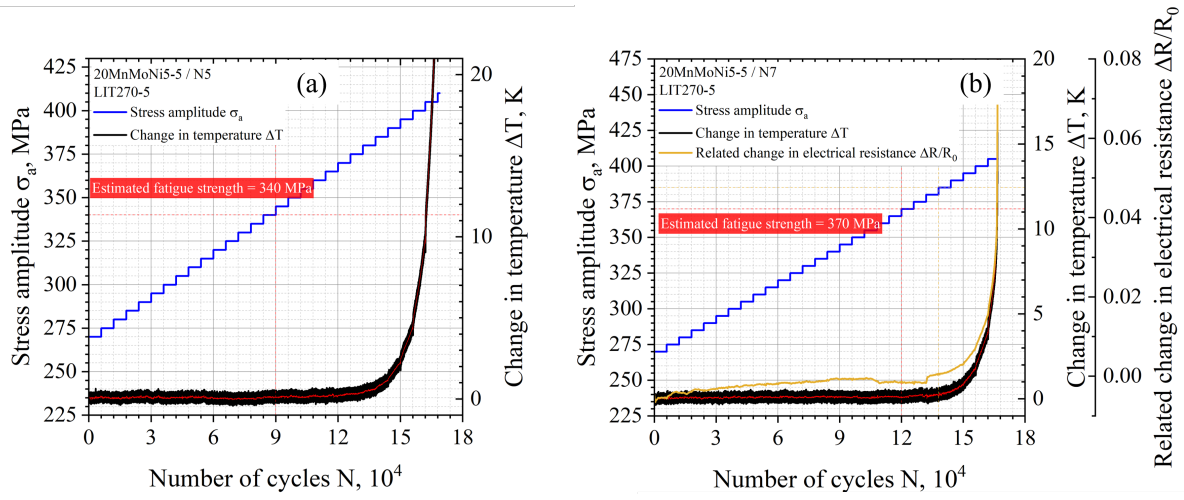 (a)
20MnMoNi5-5 / N5
LIT270-5
Stress amplitude σa
Change in temperature ΔT
Estimated fatigue strength = 340 MPa
Stress amplitude σa, MPa
425
400
375
350
325
300
275
250
225
0
3
6
9
12
15
18
Number of cycles N, 10⁴
20
10
0
Change in temperature ΔT, K
(b)
20MnMoNi5-5 / N7
LIT270-5
Stress amplitude σa
Change in temperature ΔT
Related change in electrical resistance ΔR/R₀
Estimated fatigue strength = 370 MPa
Stress amplitude σa, MPa
475
450
425
400
375
350
325
300
275
250
225
0
3
6
9
12
15
18
Number of cycles N, 10⁴
20
15
10
5
0
Change in temperature ΔT, K
0.08
0.06
0.04
0.02
0.00
Related change in electrical resistance ΔR/R₀